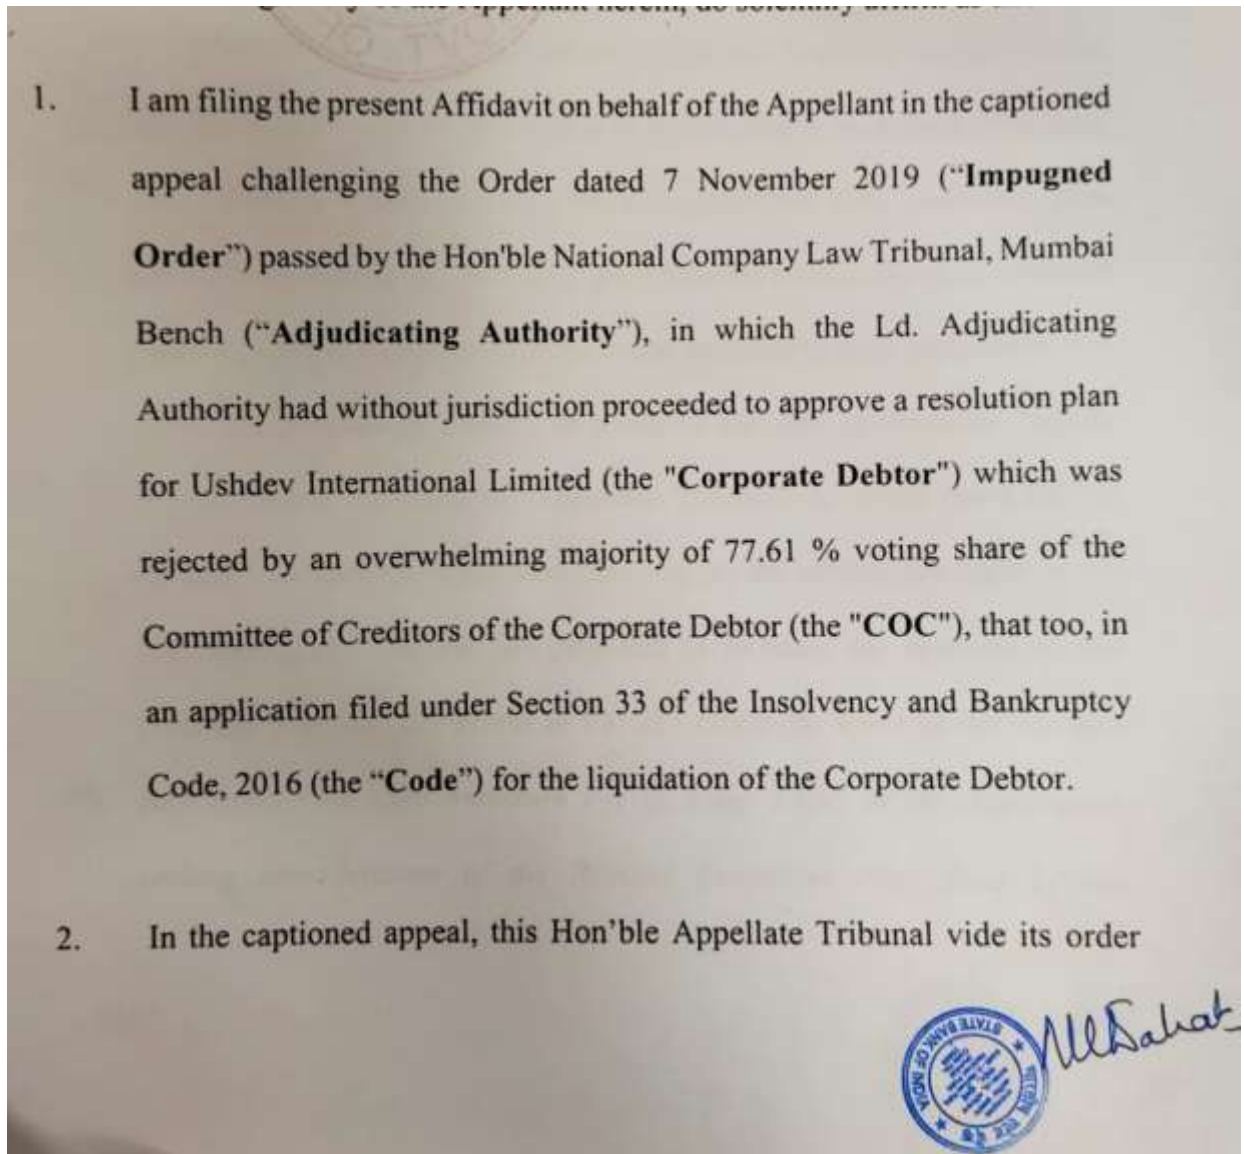 1. I am filing the present Affidavit on behalf of the Appellant in the captioned
appeal challenging the Order dated 7 November 2019 (“Impugned
Order”) passed by the Hon'ble National Company Law Tribunal, Mumbai
Bench (“Adjudicating Authority”), in which the Ld. Adjudicating
Authority had without jurisdiction proceeded to approve a resolution plan
for Ushdev International Limited (the "Corporate Debtor") which was
rejected by an overwhelming majority of 77.61 % voting share of the
Committee of Creditors of the Corporate Debtor (the "COC"), that too, in
an application filed under Section 33 of the Insolvency and Bankruptcy
Code, 2016 (the “Code”) for the liquidation of the Corporate Debtor.
2. In the captioned appeal, this Hon’ble Appellate Tribunal vide its order
STATE BANK OF INDIA